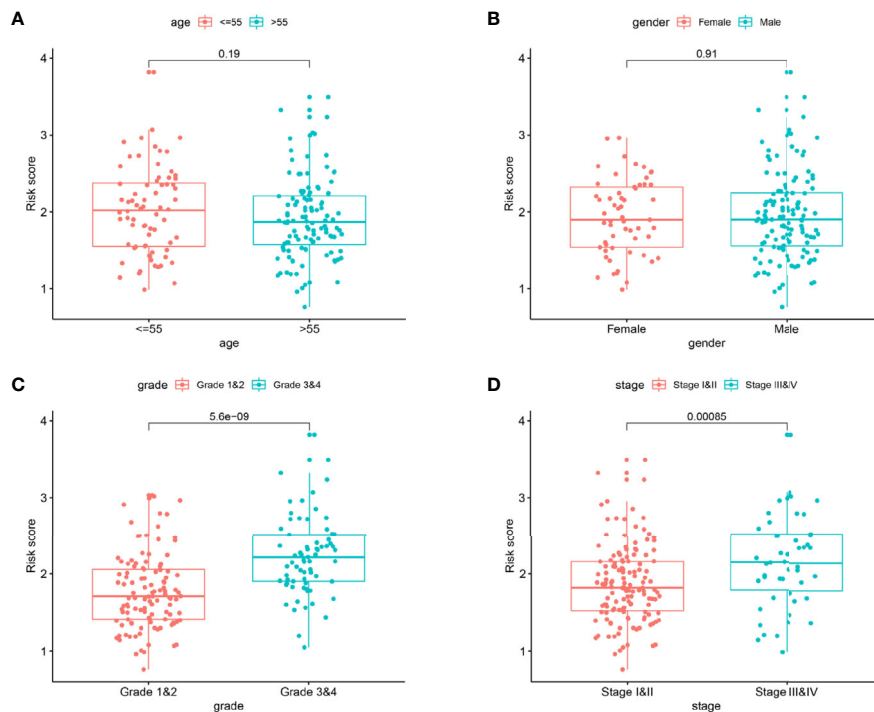 A
age <=55 >55
0.19
4
3
2
1
Risk score
<=55 >55
age
B
gender Female Male
0.91
4
3
2
1
Risk score
Female Male
gender
C
grade Grade 1&2 Grade 3&4
5.6e−09
4
3
2
1
Risk score
Grade 1&2 Grade 3&4
grade
D
stage Stage I&II Stage III&IV
0.00085
4
3
2
1
Risk score
Stage I&II Stage III&IV
stage